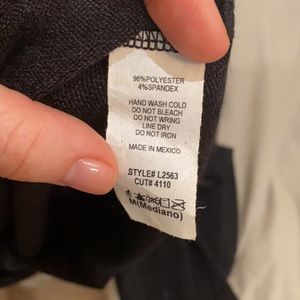 96%POLYESTER
4%SPANDEX
HAND WASH COLD
DO NOT BLEACH
DO NOT WRING
LINE DRY
DO NOT IRON
MADE IN MEXICO
STYLE# L2563
CUT# 4110
M(Mediano)